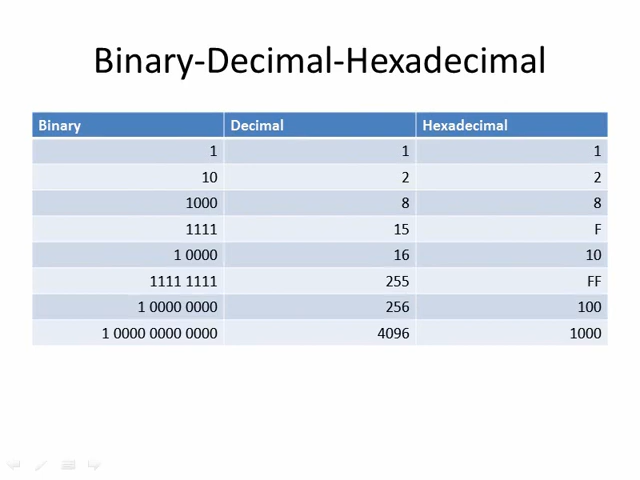 Binary-Decimal-Hexadecimal
Binary Decimal Hexadecimal
1 1 1
10 2 2
1000 8 8
1111 15 F
1 0000 16 10
1111 1111 255 FF
1 0000 0000 256 100
1 0000 0000 0000 4096 1000